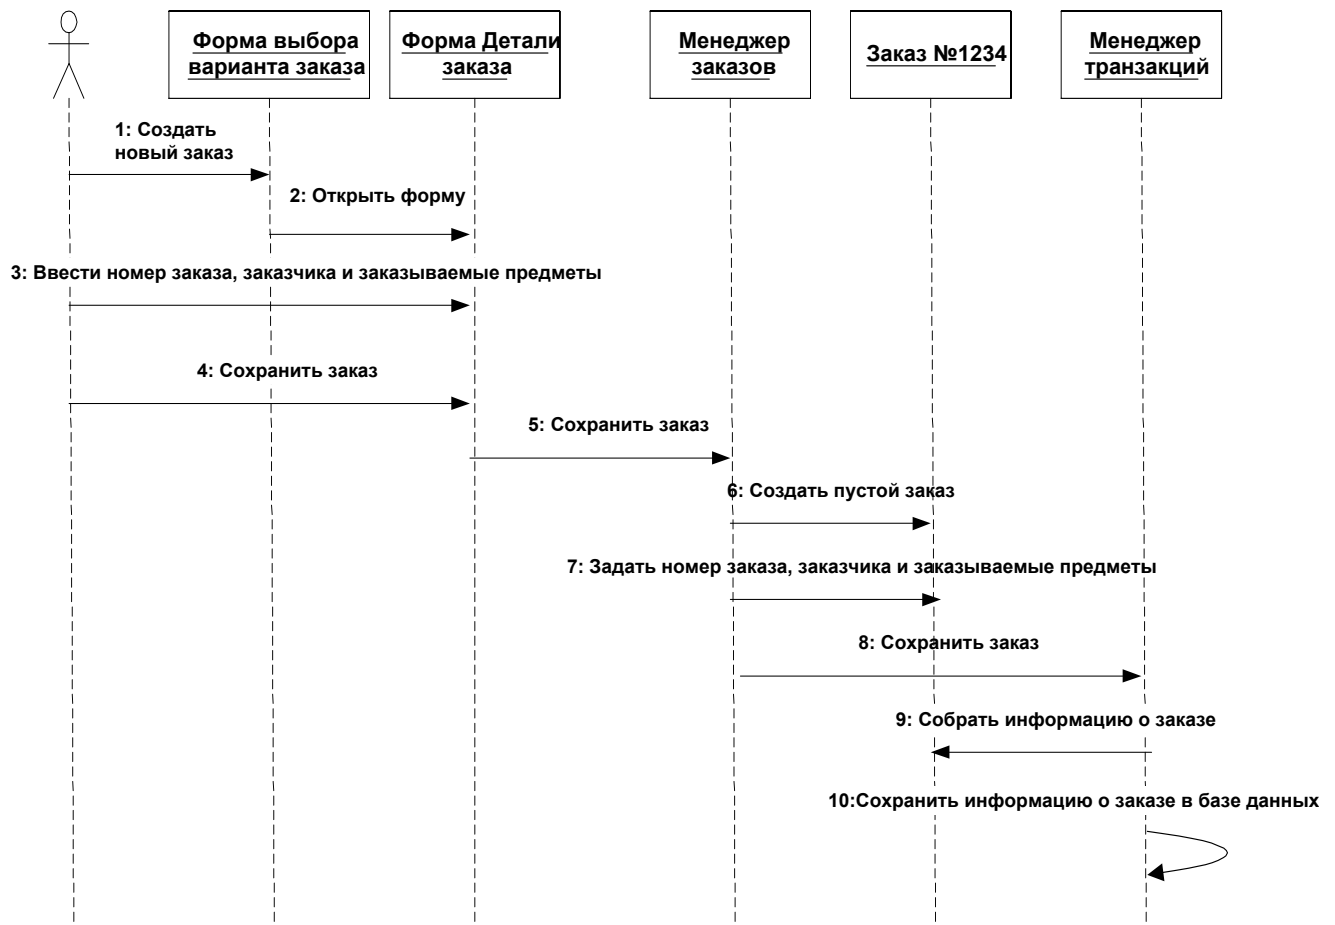 Форма выбора
варианта заказа
Форма Детали
заказа
Менеджер
заказов
Заказ №1234
Менеджер
транзакций
1: Создать
новый заказ
2: Открыть форму
3: Ввести номер заказа, заказчика и заказываемые предметы
4: Сохранить заказ
5: Сохранить заказ
6: Создать пустой заказ
7: Задать номер заказа, заказчика и заказываемые предметы
8: Сохранить заказ
9: Собрать информацию о заказе
10:Сохранить информацию о заказе в базе данных